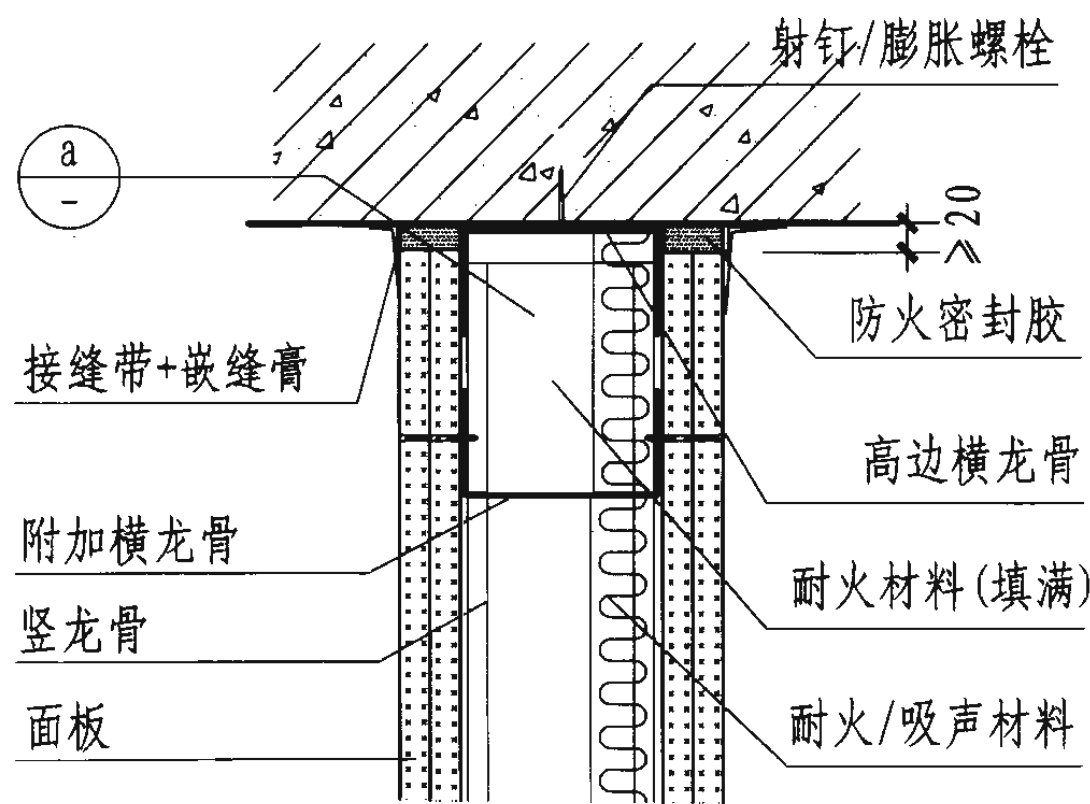 射钉/膨胀螺栓
a
-
≥20
防火密封胶
接缝带+嵌缝膏
高边横龙骨
附加横龙骨
耐火材料(填满)
竖龙骨
面板
耐火/吸声材料